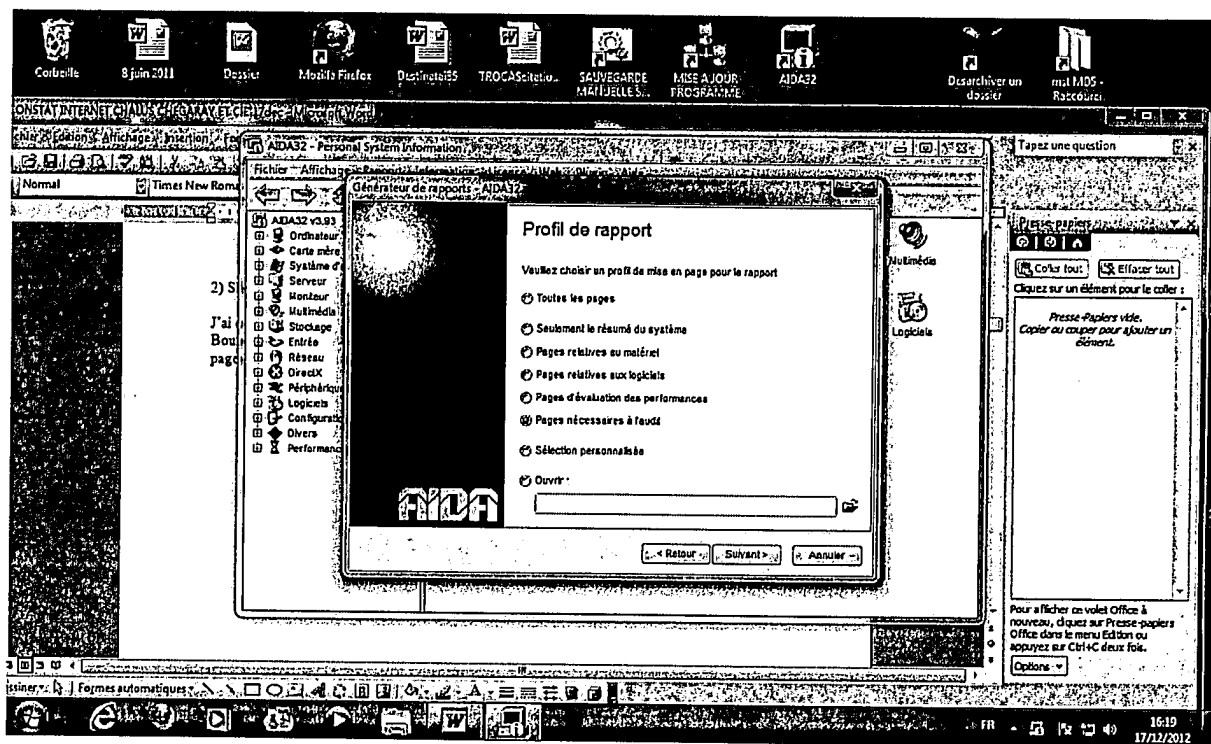 Corbeille
8 juin 2011
Dossier
Mozilla Firefox
SAUVEGARDE
MANUELLE S...
MISE A JOUR
PROGRAMME
AIDA32
Desarchiver un
dossier
mst MDS -
Raccourci
Tapez une question
AIDA32 - Personal System Information
Fichier Affichage
Normal
Times New Roma
Générateur de rapports - AIDA32
AIDA32 v3.93
Ordinateur
Carte mère
Système d'
Serveur
Moniteur
Multimédia
Stockage
Entrée
Réseau
DirectX
Périphérique
Logiciels
Configurati
Divers
Performanc
2) S
J'ai
Bou
page
Profil de rapport
Veuillez choisir un profil de mise en page pour le rapport
Toutes les pages
Seulement le résumé du système
Pages relatives au matériel
Pages relatives aux logiciels
Pages d'évaluation des performances
Pages nécessaires à l'audit
Sélection personnalisée
Ouvrir :
AIDA
< Retour
Suivant >
Annuler
Multimédia
Logiciels
Presse-papiers
Coller tout
Effacer tout
Cliquez sur un élément pour le coller :
Presse-Papiers vide.
Copier ou couper pour ajouter un
élément.
Pour afficher ce volet Office à
nouveau, cliquez sur Presse-papiers
Office dans le menu Edition ou
appuyez sur Ctrl+C deux fois.
Options
ssiner
Formes automatiques
FR
16:19
17/12/2012